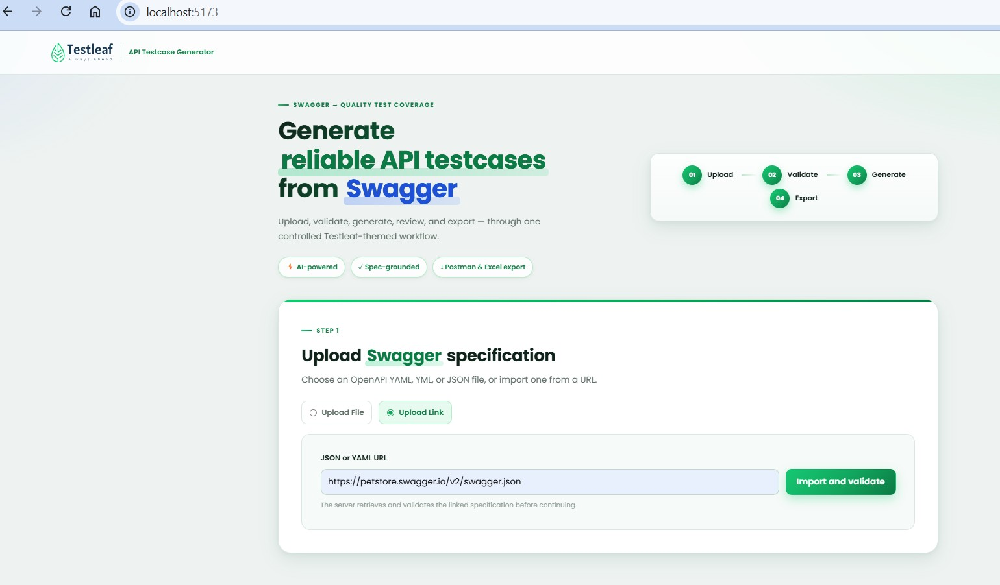 localhost:5173
Testleaf
Always Ahead
API Testcase Generator
SWAGGER → QUALITY TEST COVERAGE
Generate
reliable API testcases
from Swagger
Upload, validate, generate, review, and export — through one
controlled Testleaf-themed workflow.
AI-powered
✓ Spec-grounded
↓ Postman & Excel export
01 Upload
02 Validate
03 Generate
04 Export
STEP 1
Upload Swagger specification
Choose an OpenAPI YAML, YML, or JSON file, or import one from a URL.
Upload File
Upload Link
JSON or YAML URL
https://petstore.swagger.io/v2/swagger.json
Import and validate
The server retrieves and validates the linked specification before continuing.